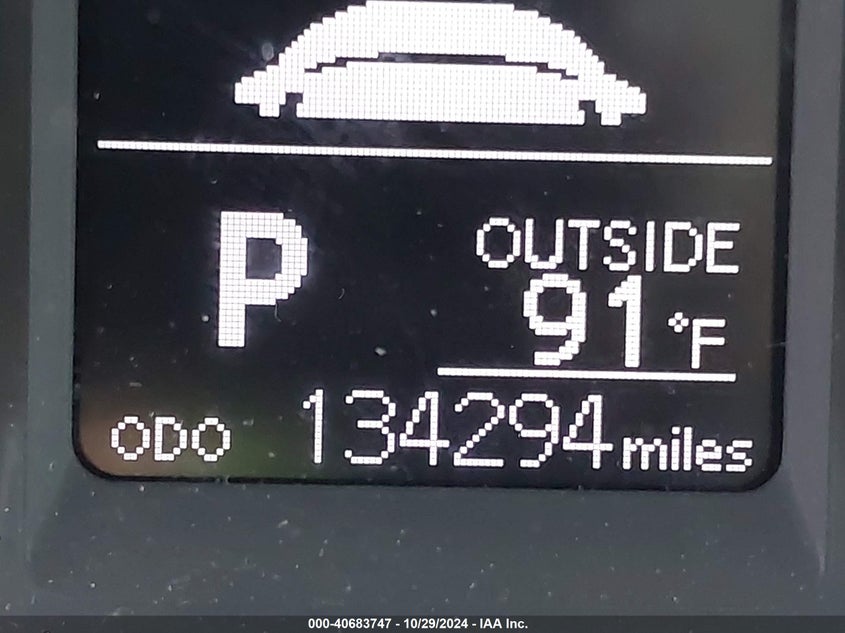 P
OUTSIDE
91 °F
ODO 134294 miles
000-40683747 - 10/29/2024 - IAA Inc.